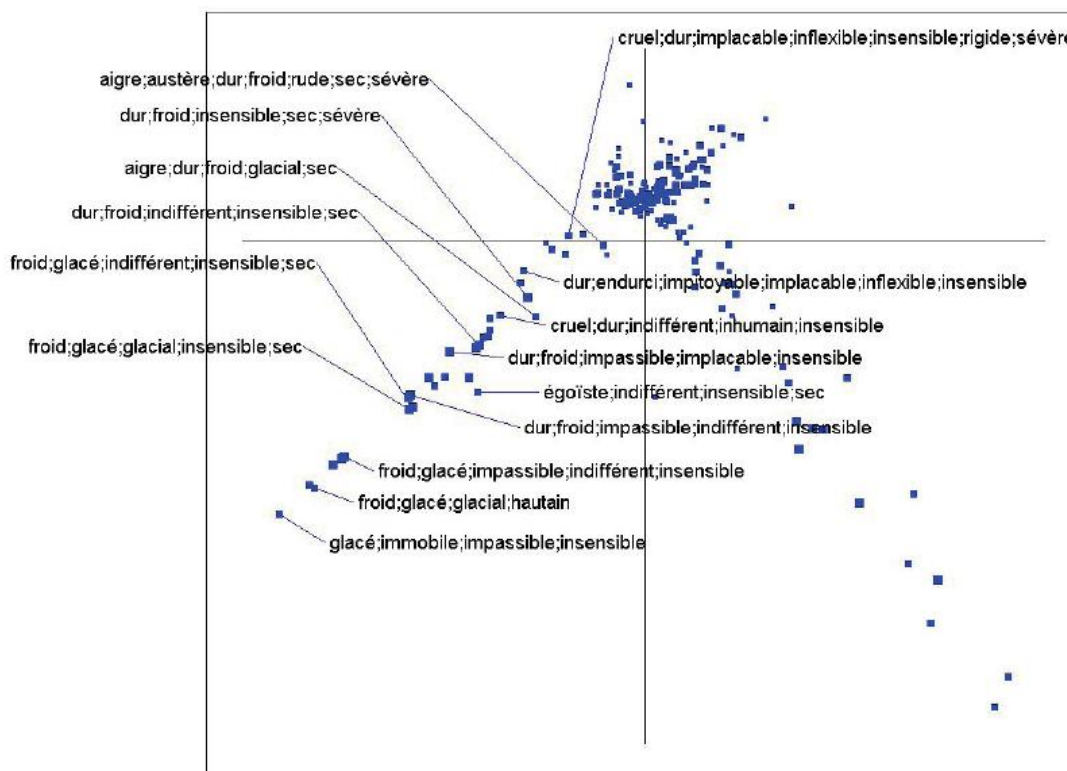 cruel;dur;implacable;inflexible;insensible;rigide;sévère
aigre;austère;dur;froid;rude;sec;sévère
dur;froid;insensible;sec;sévère
aigre;dur;froid;glacial;sec
dur;froid;indifférent;insensible;sec
froid;glacé;indifférent;insensible;sec
dur;endurci;impitoyable;implacable;inflexible;insensible
cruel;dur;indifférent;inhumain;insensible
froid;glacé;glacial;insensible;sec
dur;froid;impassible;implacable;insensible
égoïste;indifférent;insensible;sec
dur;froid;impassible;indifférent;insensible
froid;glacé;impassible;indifférent;insensible
froid;glacé;glacial;hautain
glacé;immobile;impassible;insensible